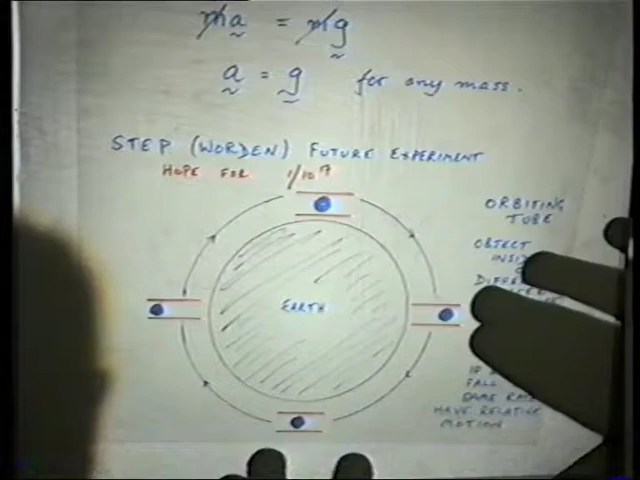 ma = mg
a = g for any mass.
STEP (WORDEN) FUTURE EXPERIMENT
HOPE FOR 1/10¹⁷
ORBITING
TUBE
OBJECT
EARTH
FALL
SAME
HAVE RELATIVE
MOTION